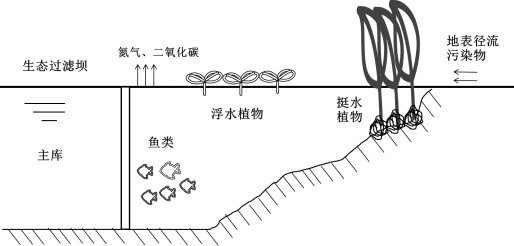 氮气、二氧化碳
生态过滤坝
地表径流
污染物
浮水植物
挺水
植物
主库
鱼类